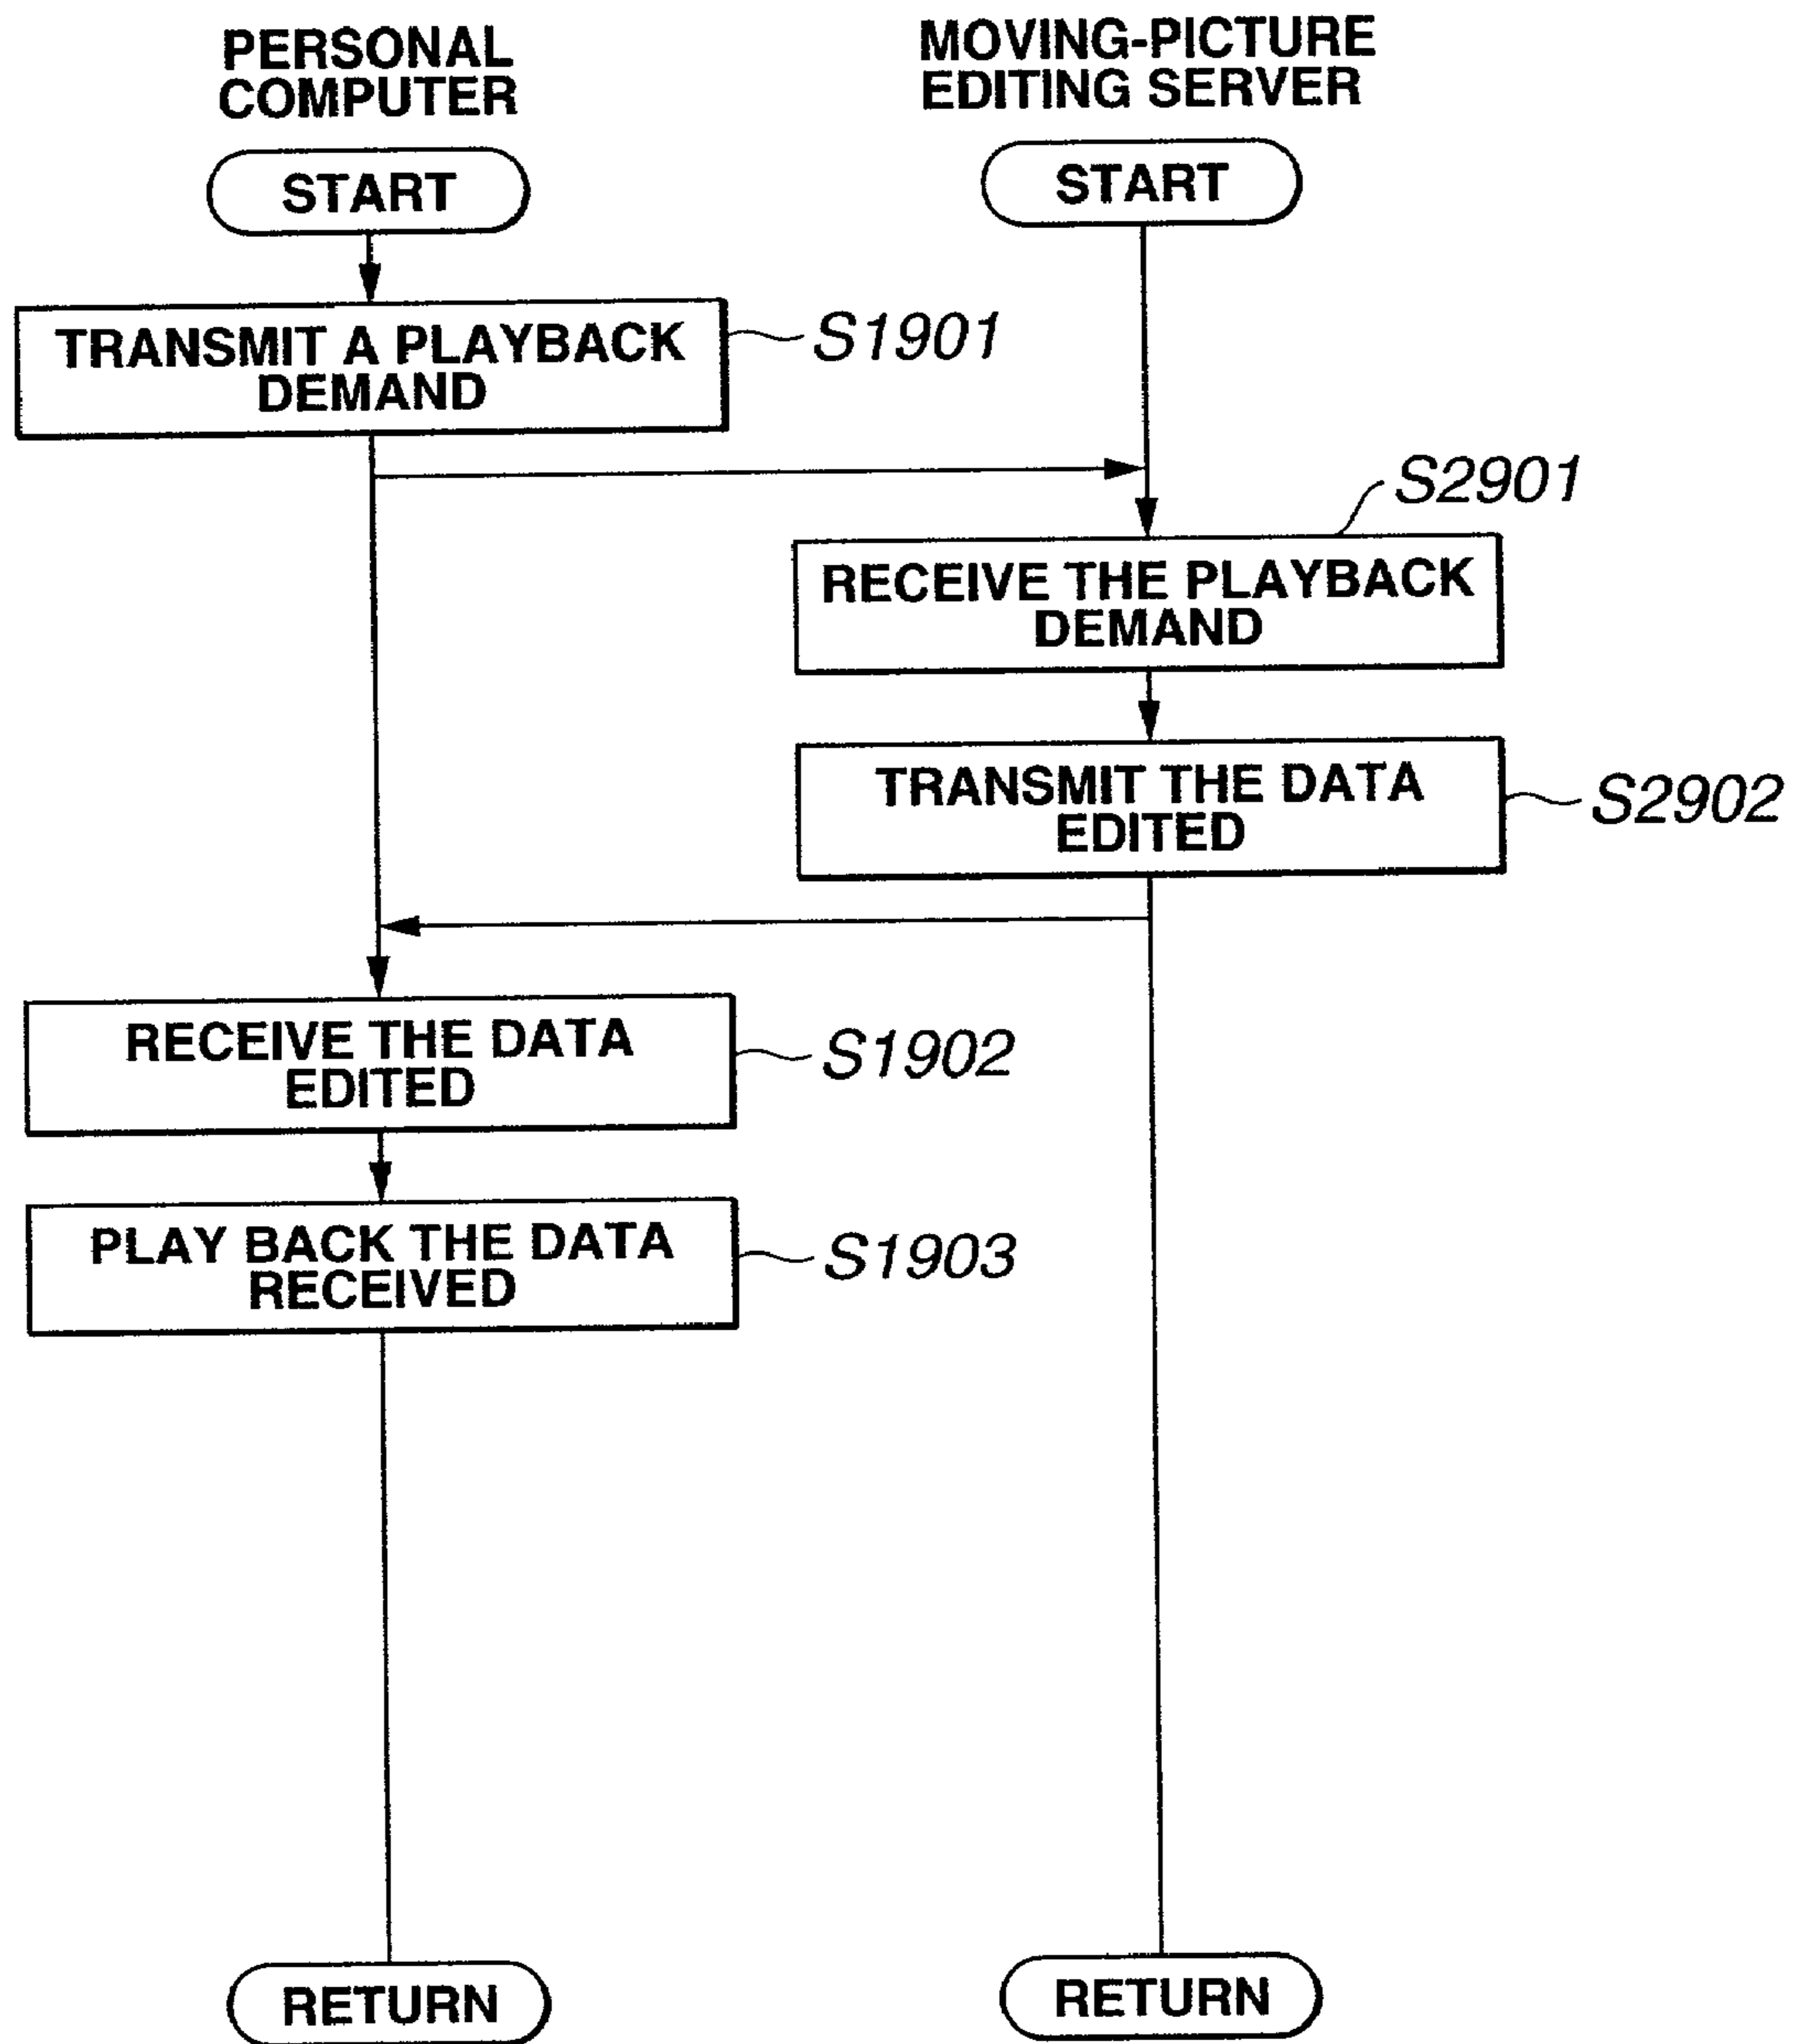 PERSONAL
COMPUTER
MOVING-PICTURE
EDITING SERVER
START
START
TRANSMIT A PLAYBACK
DEMAND
S1901
S2901
RECEIVE THE PLAYBACK
DEMAND
TRANSMIT THE DATA
EDITED
S2902
RECEIVE THE DATA
EDITED
S1902
PLAY BACK THE DATA
RECEIVED
S1903
RETURN
RETURN